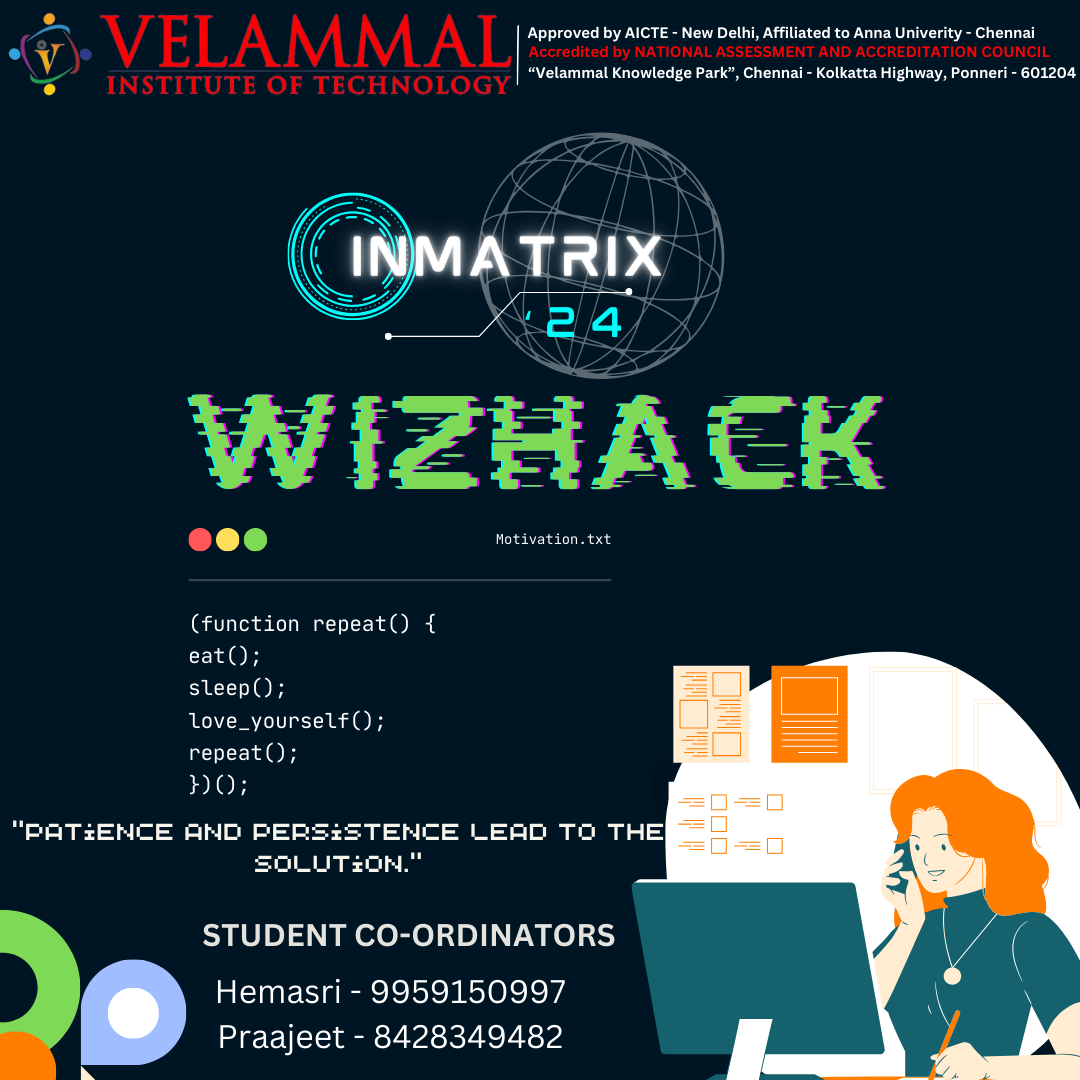 VELAMMAL
INSTITUTE OF TECHNOLOGY
Approved by AICTE - New Delhi, Affiliated to Anna Univerity - Chennai
Accredited by NATIONAL ASSESSMENT AND ACCREDITATION COUNCIL
“Velammal Knowledge Park”, Chennai - Kolkatta Highway, Ponneri - 601204
INMATRIX
‘24
WIZHACK
Motivation.txt
(function repeat() {
eat();
sleep();
love_yourself();
repeat();
})();
"PATIENCE AND PERSISTENCE LEAD TO THE
SOLUTION."
STUDENT CO-ORDINATORS
Hemasri - 9959150997
Praajeet - 8428349482